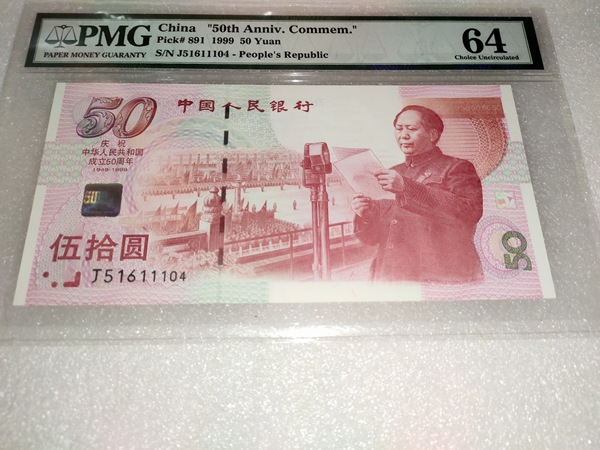 PMG
PAPER MONEY GUARANTY
China "50th Anniv. Commem."
Pick# 891 1999 50 Yuan
S/N J51611104 - People's Republic
64
Choice Uncirculated
50
中国人民银行
庆祝
中华人民共和国
成立50周年
1949-1999
50
伍拾圆
J51611104
50